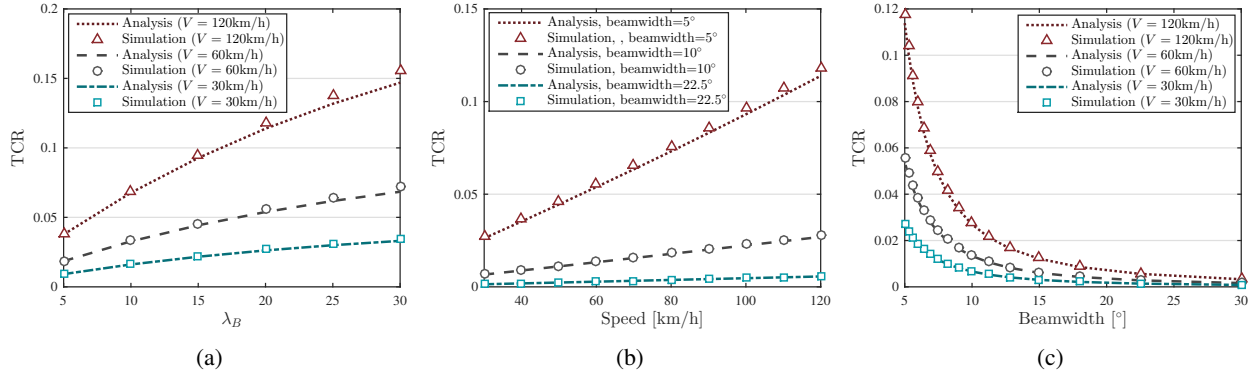 0.2
0.15
0.1
0.05
0
TCR
5 10 15 20 25 30
λ_B
Analysis (V = 120km/h)
Simulation (V = 120km/h)
Analysis (V = 60km/h)
Simulation (V = 60km/h)
Analysis (V = 30km/h)
Simulation (V = 30km/h)
(a)
0.15
0.1
0.05
0
TCR
40 60 80 100 120
Speed [km/h]
Analysis, beamwidth=5°
Simulation, , beamwidth=5°
Analysis, beamwidth=10°
Simulation, beamwidth=10°
Analysis, beamwidth=22.5°
Simulation, beamwidth=22.5°
(b)
0.12
0.1
0.08
0.06
0.04
0.02
0
TCR
5 10 15 20 25 30
Beamwidth [°]
Analysis (V = 120km/h)
Simulation (V = 120km/h)
Analysis (V = 60km/h)
Simulation (V = 60km/h)
Analysis (V = 30km/h)
Simulation (V = 30km/h)
(c)